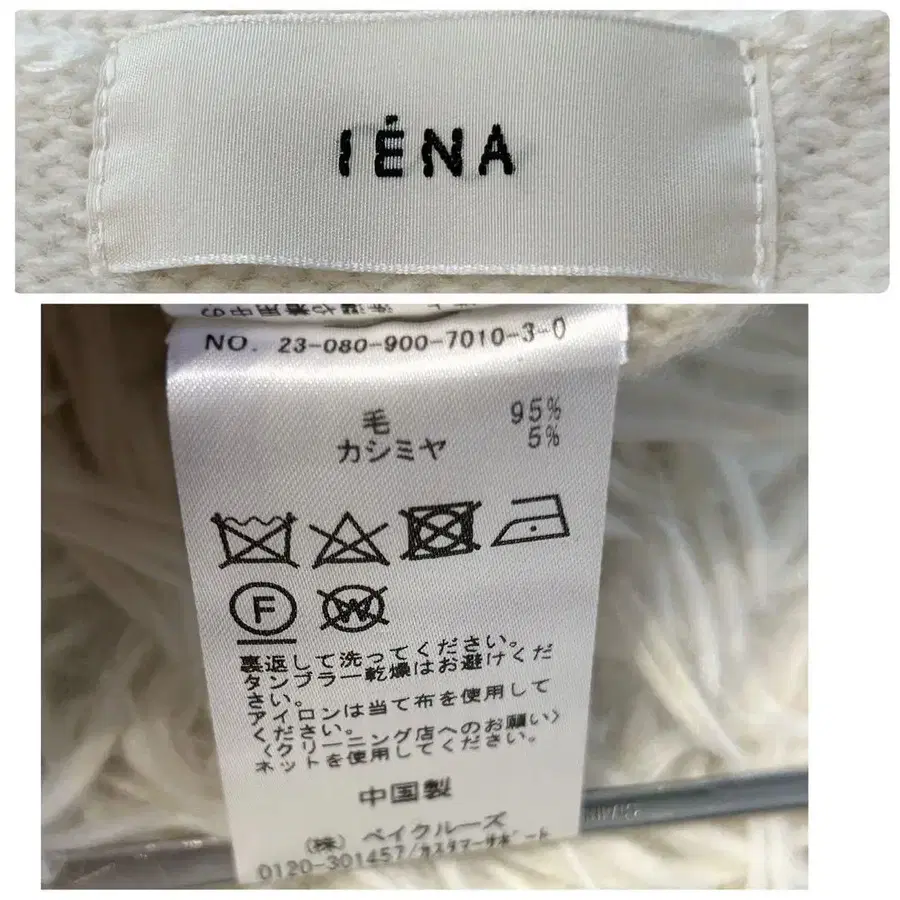 IÉNA
NO. 23-080-900-7010-3-0
毛 95%
カシミヤ 5%
F
W
裏返して洗ってください。
タンブラー乾燥はお避けくだ
さい。
アイロンは当て布を使用して
ください。
〈クリーニング店へのお願い〉
ネットを使用してください。
中国製
(株) ベイクルーズ
0120-301457/カスタマーサポート